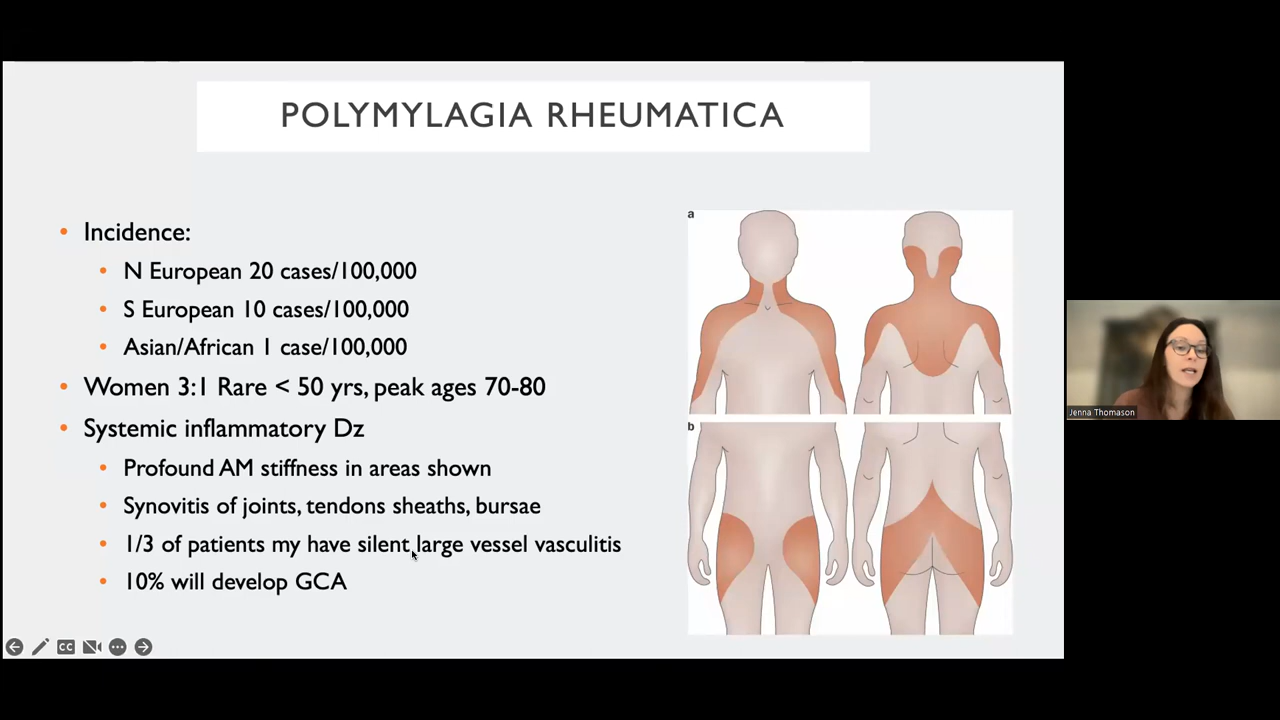 POLYMYLAGIA RHEUMATICA
Incidence:
N European 20 cases/100,000
S European 10 cases/100,000
Asian/African 1 case/100,000
Women 3:1 Rare < 50 yrs, peak ages 70-80
Systemic inflammatory Dz
Profound AM stiffness in areas shown
Synovitis of joints, tendons sheaths, bursae
1/3 of patients my have silent large vessel vasculitis
10% will develop GCA
a
b
CC
Jenna Thomason